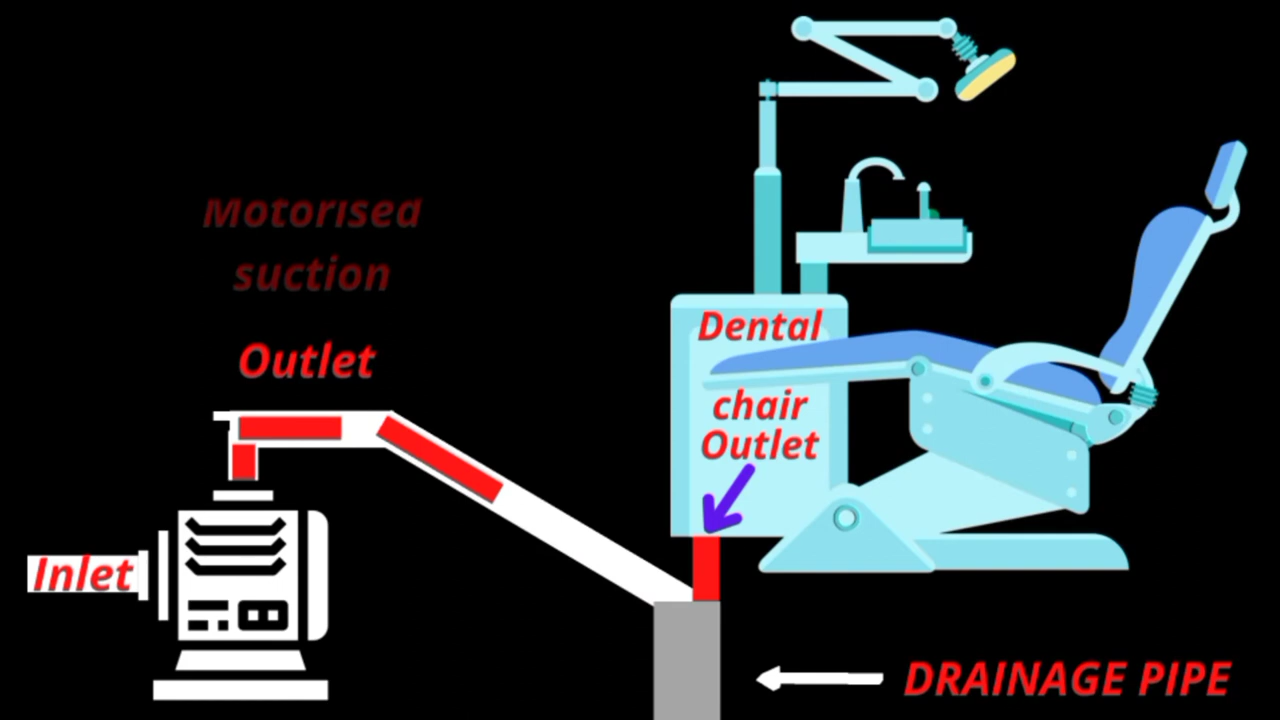 Motorised
suction
Outlet
Inlet
Dental
chair
Outlet
DRAINAGE PIPE